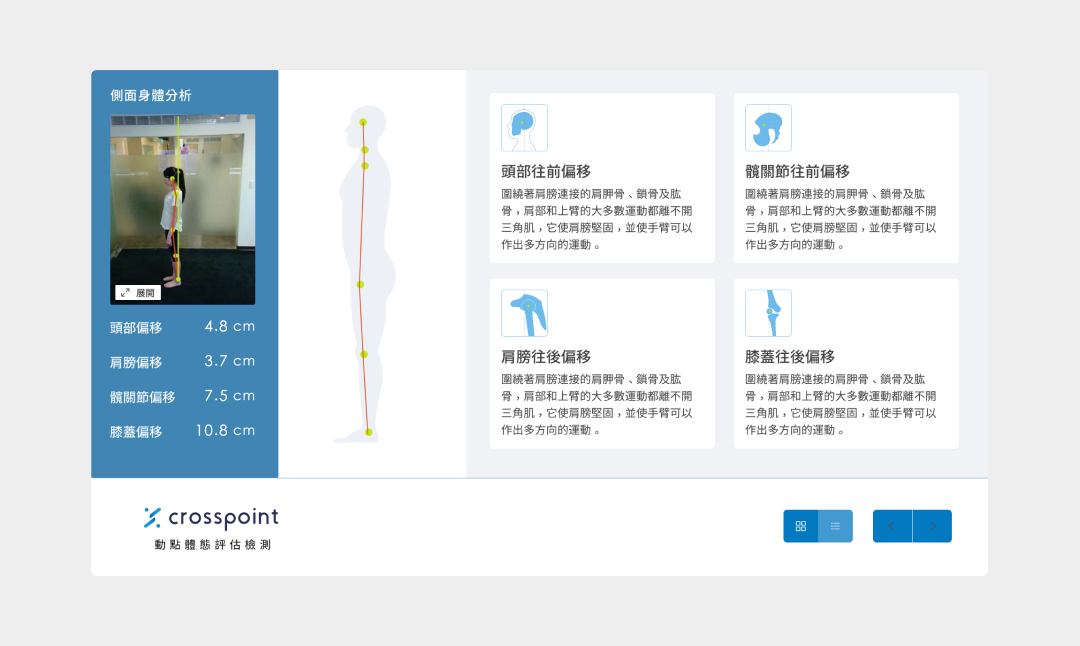 側面身體分析
展開
頭部偏移 4.8 cm
肩膀偏移 3.7 cm
髖關節偏移 7.5 cm
膝蓋偏移 10.8 cm
頭部往前偏移
圍繞著肩膀連接的肩胛骨、鎖骨及肱
骨，肩部和上臂的大多數運動都離不開
三角肌，它使肩膀堅固，並使手臂可以
作出多方向的運動。
髖關節往前偏移
圍繞著肩膀連接的肩胛骨、鎖骨及肱
骨，肩部和上臂的大多數運動都離不開
三角肌，它使肩膀堅固，並使手臂可以
作出多方向的運動。
肩膀往後偏移
圍繞著肩膀連接的肩胛骨、鎖骨及肱
骨，肩部和上臂的大多數運動都離不開
三角肌，它使肩膀堅固，並使手臂可以
作出多方向的運動。
膝蓋往後偏移
圍繞著肩膀連接的肩胛骨、鎖骨及肱
骨，肩部和上臂的大多數運動都離不開
三角肌，它使肩膀堅固，並使手臂可以
作出多方向的運動。
crosspoint
動點體態評估檢測